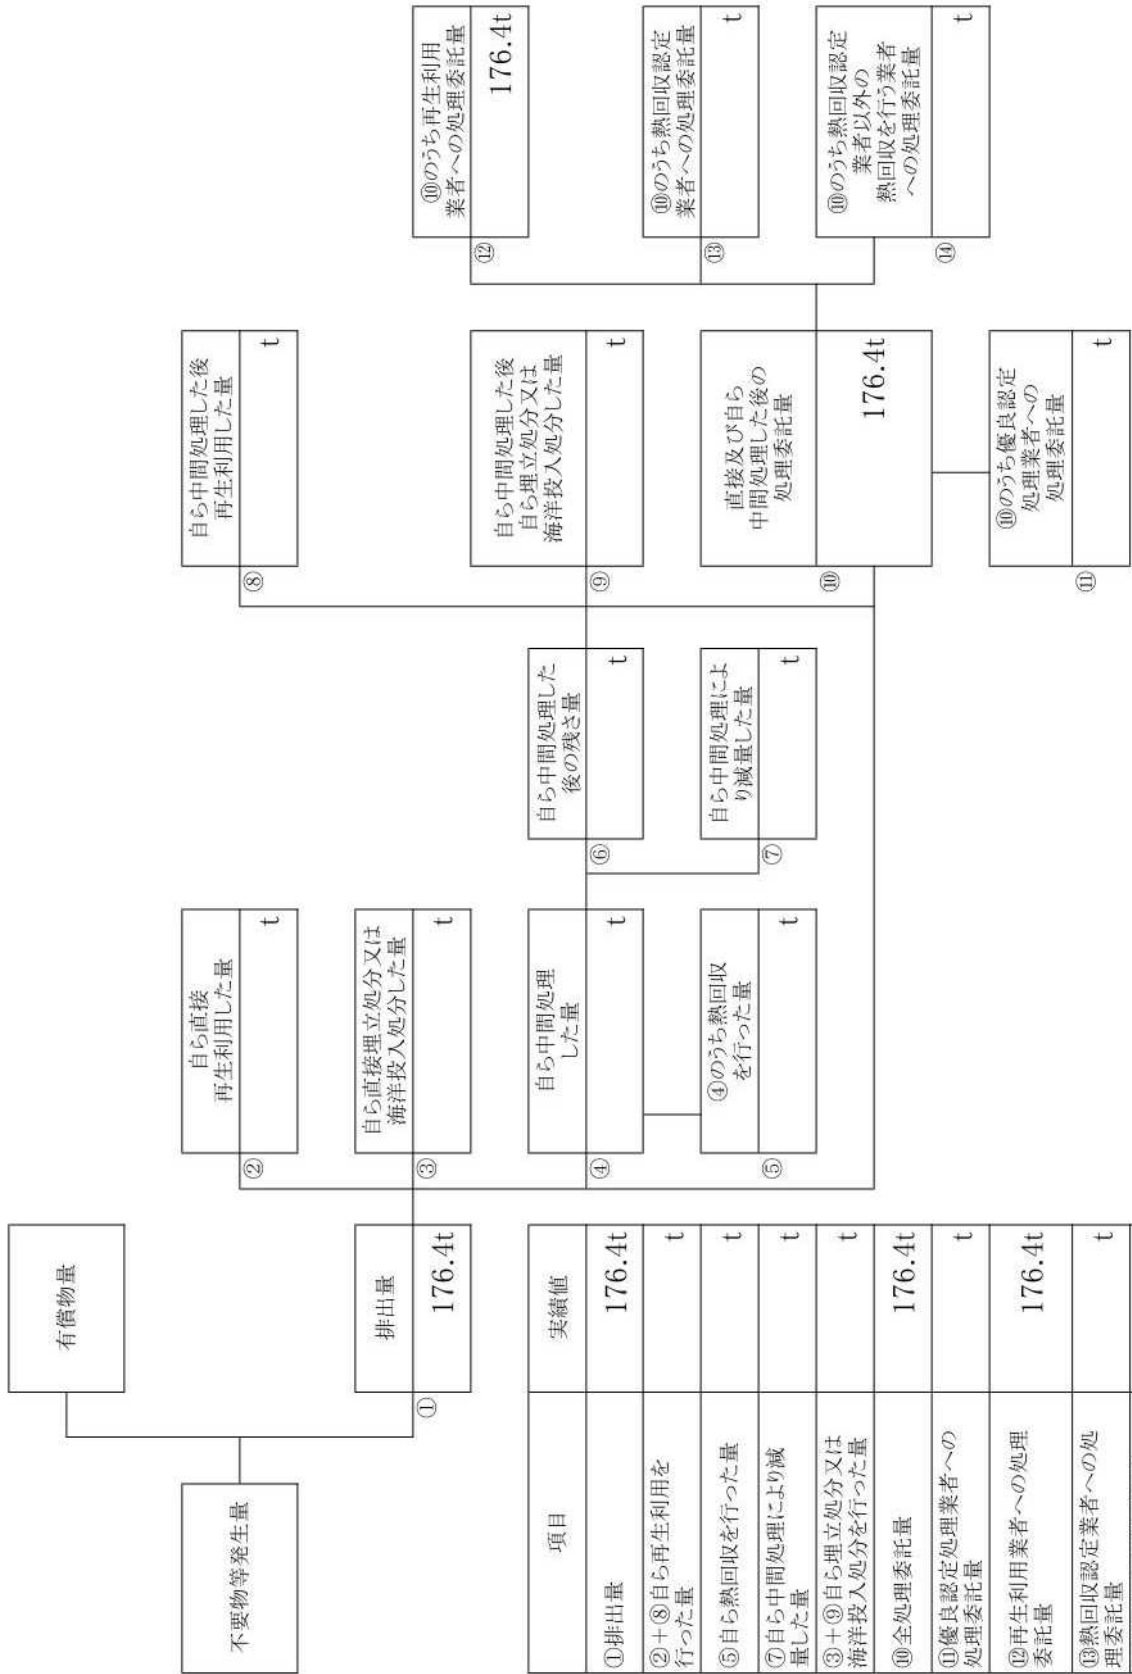 不要物等発生量
有償物量
①
排出量
176.4t
②
自ら直接
再生利用した量
t
③
自ら直接埋立処分又は
海洋投入処分した量
t
④
自ら中間処理
した量
t
⑤
④のうち熱回収
を行った量
t
⑥
自ら中間処理した
後の残さ量
t
⑦
自ら中間処理によ
り減量した量
t
⑧
自ら中間処理した後
再生利用した量
t
⑨
自ら中間処理した後
自ら埋立処分又は
海洋投入処分した量
t
⑩
直接及び自ら
中間処理した後の
処理委託量
176.4t
⑪
⑩のうち優良認定
処理業者への
処理委託量
t
⑫
⑩のうち再生利用
業者への処理委託量
176.4t
⑬
⑩のうち熱回収認定
業者への処理委託量
t
⑭
⑩のうち熱回収認定
業者以外の
熱回収を行う業者
への処理委託量
t
項目
実績値
①排出量
176.4t
②+⑧自ら再生利用を
行った量
t
⑤自ら熱回収を行った量
t
⑦自ら中間処理により減
量した量
t
③+⑨自ら埋立処分又は
海洋投入処分を行った量
t
⑩全処理委託量
176.4t
⑪優良認定処理業者への
処理委託量
t
⑫再生利用業者への処理
委託量
176.4t
⑬熱回収認定業者への処
理委託量
t